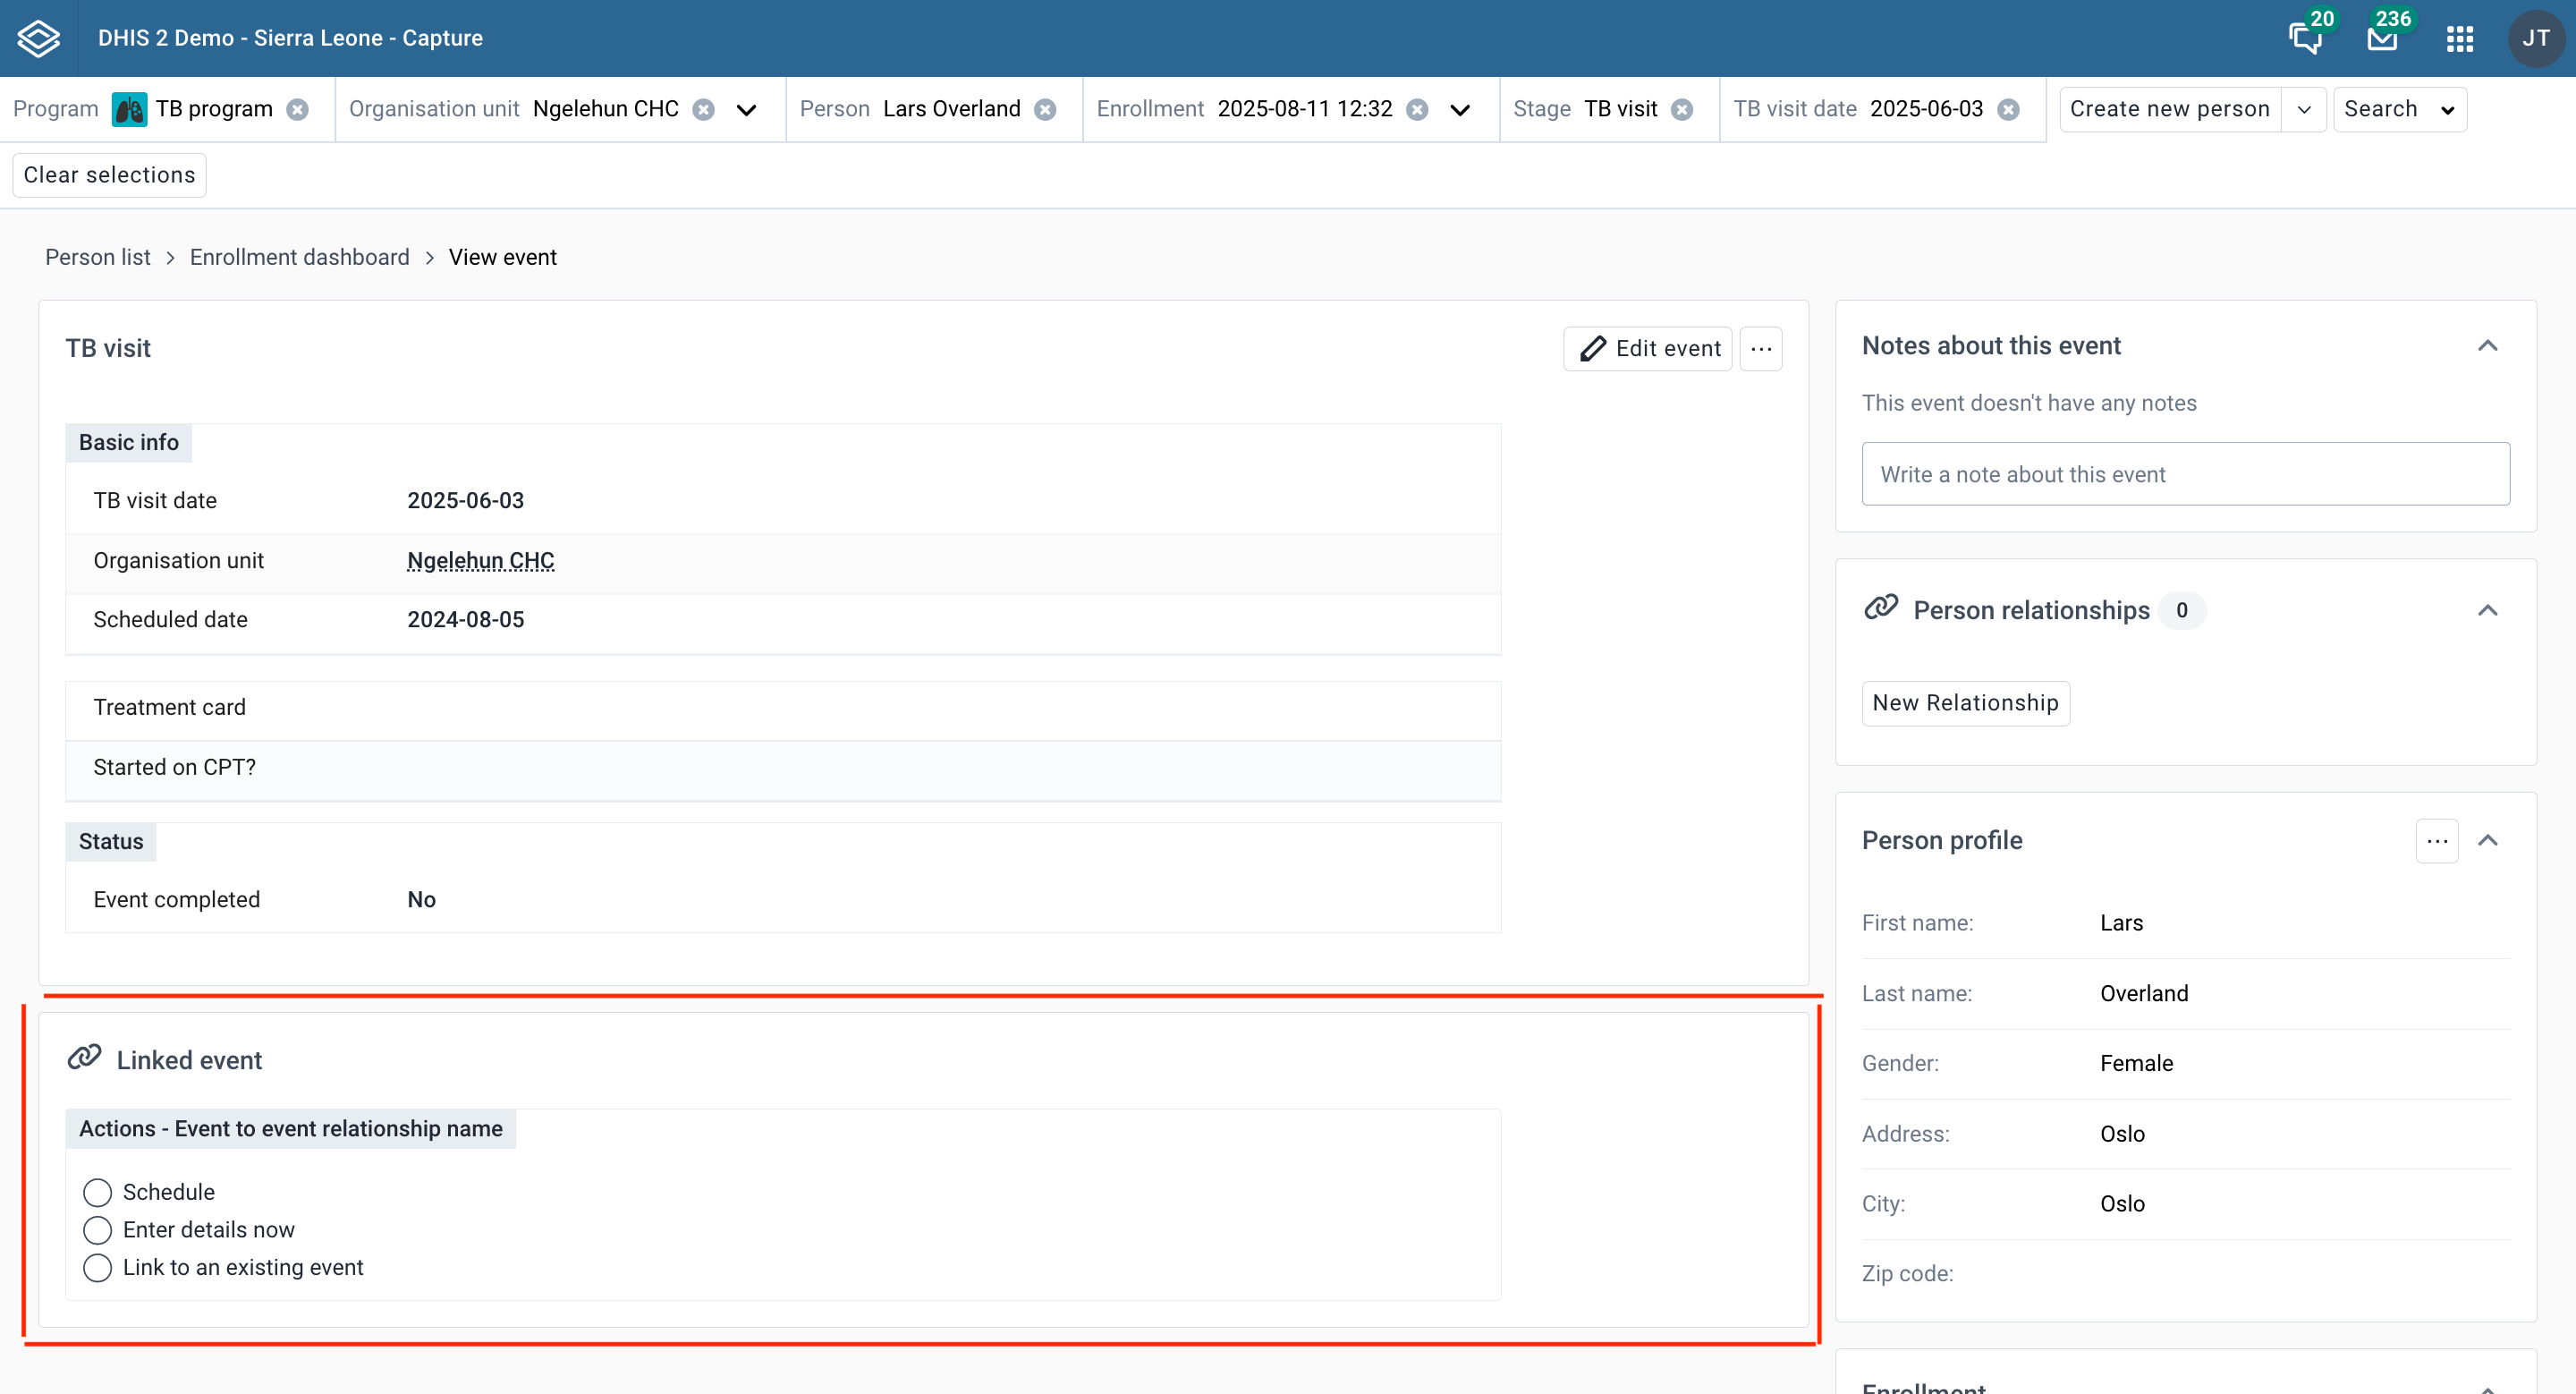 DHIS 2 Demo - Sierra Leone - Capture
20
236
JT
Program TB program
Organisation unit Ngelehun CHC
Person Lars Overland
Enrollment 2025-08-11 12:32
Stage TB visit
TB visit date 2025-06-03
Create new person
Search
Clear selections
Person list > Enrollment dashboard > View event
TB visit
Edit event
Basic info
TB visit date 2025-06-03
Organisation unit Ngelehun CHC
Scheduled date 2024-08-05
Treatment card
Started on CPT?
Status
Event completed No
Linked event
Actions - Event to event relationship name
Schedule
Enter details now
Link to an existing event
Notes about this event
This event doesn't have any notes
Write a note about this event
Person relationships 0
New Relationship
Person profile
First name: Lars
Last name: Overland
Gender: Female
Address: Oslo
City: Oslo
Zip code:
Enrollment